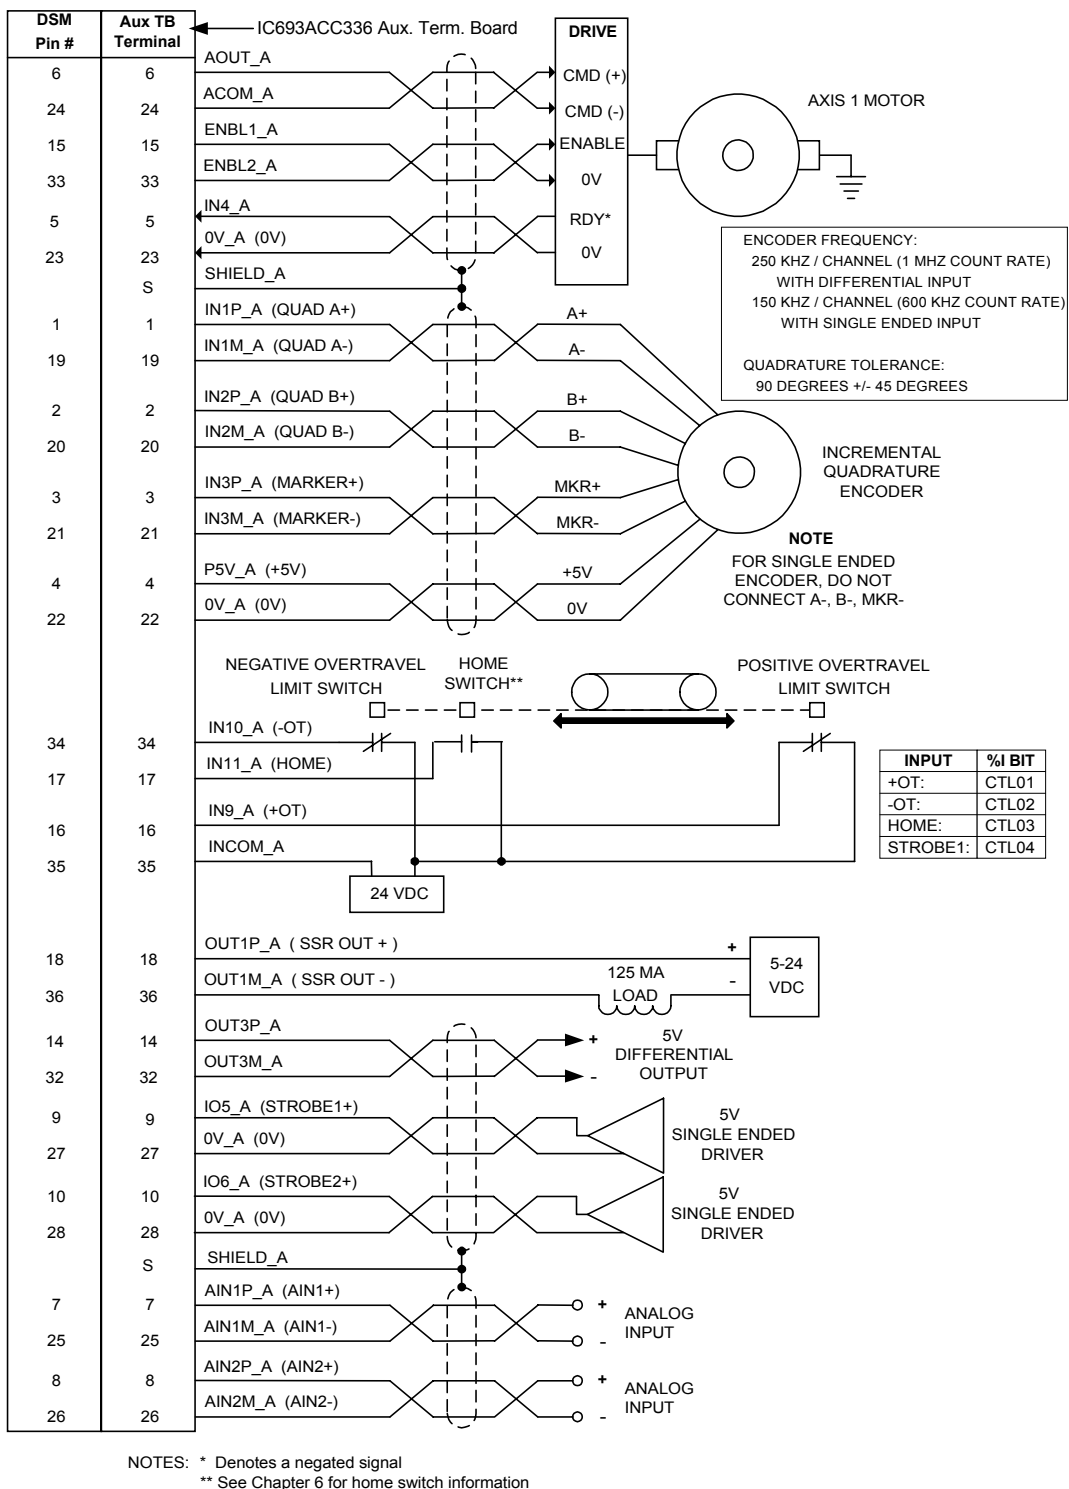 DSM Pin #
Aux TB Terminal
IC693ACC336 Aux. Term. Board
DRIVE
6 6 AOUT_A CMD (+)
24 24 ACOM_A CMD (-)
15 15 ENBL1_A ENABLE
33 33 ENBL2_A 0V
5 5 IN4_A RDY*
23 23 0V_A (0V) 0V
S SHIELD_A
AXIS 1 MOTOR
ENCODER FREQUENCY:
250 KHZ / CHANNEL (1 MHZ COUNT RATE)
WITH DIFFERENTIAL INPUT
150 KHZ / CHANNEL (600 KHZ COUNT RATE)
WITH SINGLE ENDED INPUT
QUADRATURE TOLERANCE:
90 DEGREES +/- 45 DEGREES
1 1 IN1P_A (QUAD A+) A+
19 19 IN1M_A (QUAD A-) A-
2 2 IN2P_A (QUAD B+) B+
20 20 IN2M_A (QUAD B-) B-
3 3 IN3P_A (MARKER+) MKR+
21 21 IN3M_A (MARKER-) MKR-
4 4 P5V_A (+5V) +5V
22 22 0V_A (0V) 0V
INCREMENTAL
QUADRATURE
ENCODER
NOTE
FOR SINGLE ENDED
ENCODER, DO NOT
CONNECT A-, B-, MKR-
NEGATIVE OVERTRAVEL
LIMIT SWITCH
HOME
SWITCH**
POSITIVE OVERTRAVEL
LIMIT SWITCH
34 34 IN10_A (-OT)
17 17 IN11_A (HOME)
16 16 IN9_A (+OT)
35 35 INCOM_A
24 VDC
INPUT %I BIT
+OT: CTL01
-OT: CTL02
HOME: CTL03
STROBE1: CTL04
18 18 OUT1P_A ( SSR OUT + ) +
36 36 OUT1M_A ( SSR OUT - ) -
125 MA
LOAD
5-24
VDC
14 14 OUT3P_A +
32 32 OUT3M_A -
5V
DIFFERENTIAL
OUTPUT
9 9 IO5_A (STROBE1+)
27 27 0V_A (0V)
5V
SINGLE ENDED
DRIVER
10 10 IO6_A (STROBE2+)
28 28 0V_A (0V)
5V
SINGLE ENDED
DRIVER
S SHIELD_A
7 7 AIN1P_A (AIN1+) +
25 25 AIN1M_A (AIN1-) -
ANALOG
INPUT
8 8 AIN2P_A (AIN2+) +
26 26 AIN2M_A (AIN2-) -
ANALOG
INPUT
NOTES: * Denotes a negated signal
** See Chapter 6 for home switch information